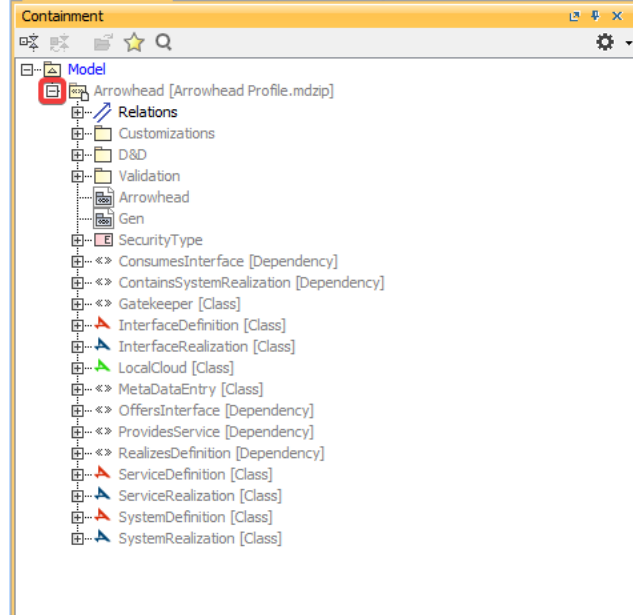 Containment
Model
Arrowhead [Arrowhead Profile.mdzip]
Relations
Customizations
D&D
Validation
Arrowhead
Gen
E SecurityType
«» ConsumesInterface [Dependency]
«» ContainsSystemRealization [Dependency]
«» Gatekeeper [Class]
InterfaceDefinition [Class]
InterfaceRealization [Class]
LocalCloud [Class]
«» MetaDataEntry [Class]
«» OffersInterface [Dependency]
«» ProvidesService [Dependency]
«» RealizesDefinition [Dependency]
ServiceDefinition [Class]
ServiceRealization [Class]
SystemDefinition [Class]
SystemRealization [Class]